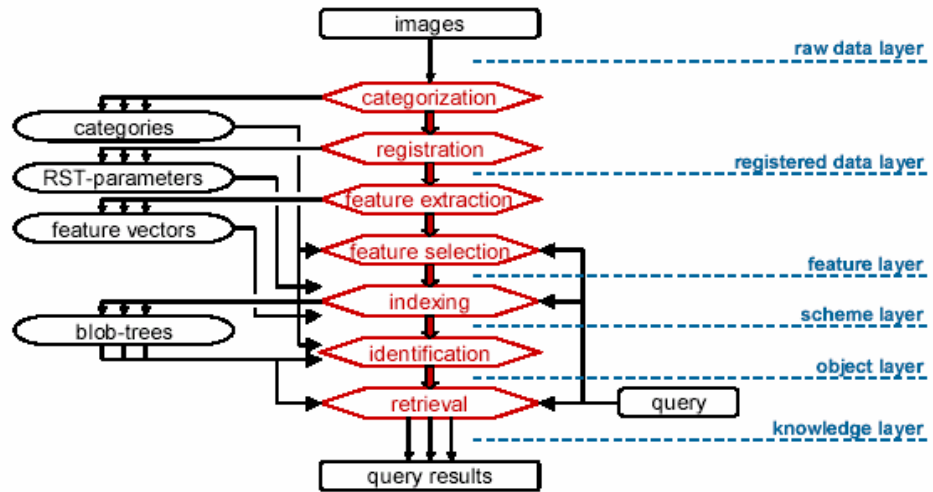 images
raw data layer
categorization
categories
registration
registered data layer
RST-parameters
feature extraction
feature vectors
feature selection
feature layer
indexing
scheme layer
blob-trees
identification
object layer
retrieval
query
knowledge layer
query results